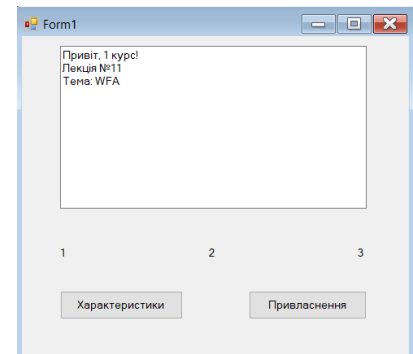 Form1
Привіт, 1 курс!
Лекція №11
Тема: WFA
1 2 3
Характеристики Привласнення